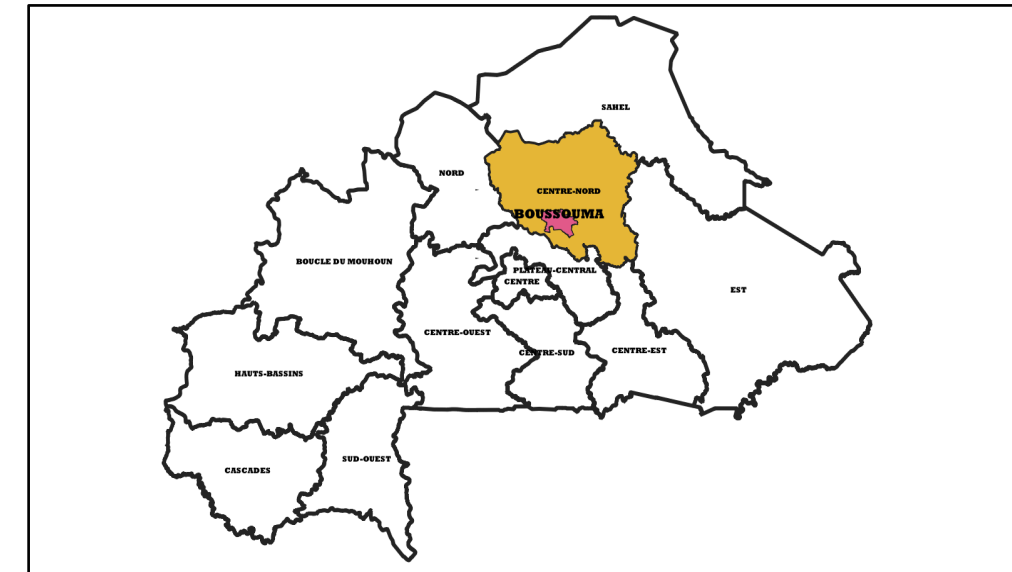 SAHEL
NORD
CENTRE-NORD
BOUSSOUMA
BOUCLE DU MOUHOUN
PLATEAU-CENTRAL
CENTRE
EST
CENTRE-OUEST
CENTRE-SUD
CENTRE-EST
HAUTS-BASSINS
SUD-OUEST
CASCADES